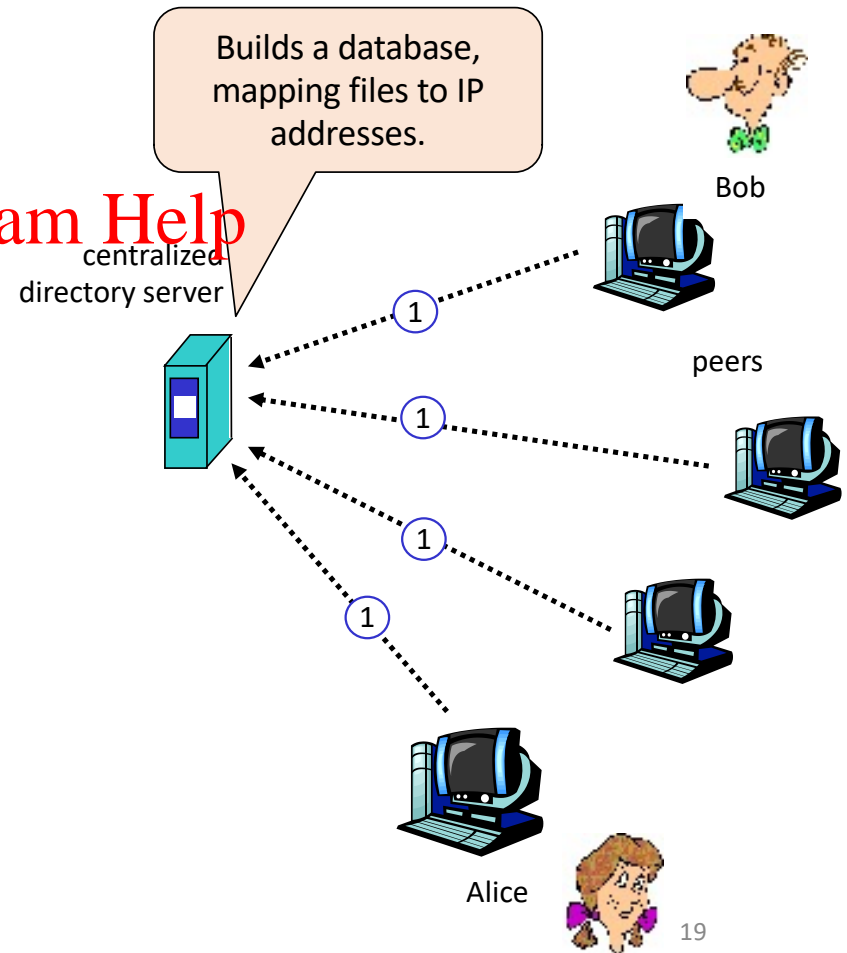 Builds a database,
mapping files to IP
addresses.
Bob
am Help
centralized
directory server
1
peers
1
1
1
Alice
19